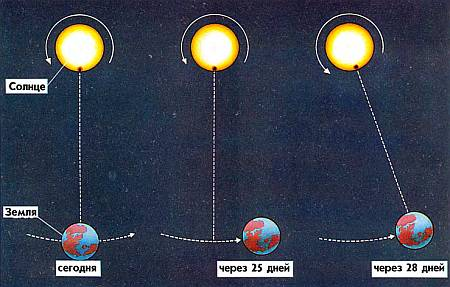 Солнце
Земля
сегодня
через 25 дней
через 28 дней